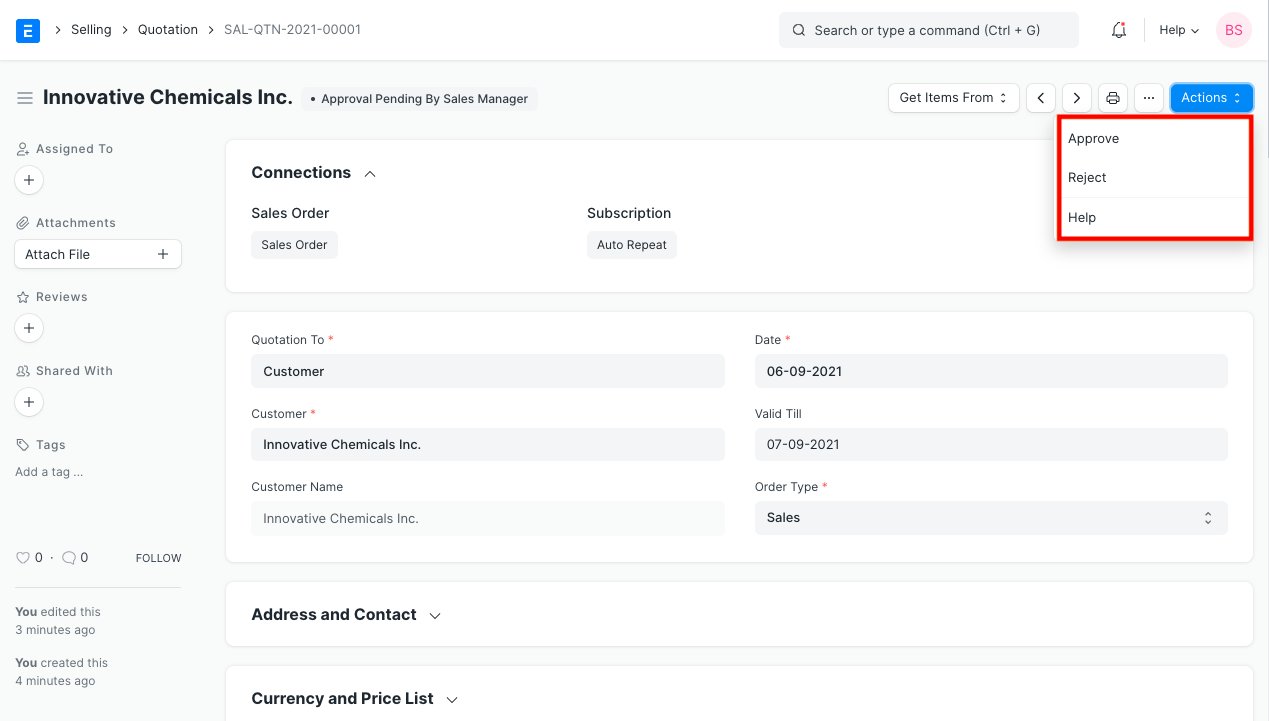 E Selling Quotation SAL-QTN-2021-00001 Search or type a command (Ctrl + G) Help BS
Innovative Chemicals Inc. • Approval Pending By Sales Manager Get Items From ··· Actions
Approve
Reject
Help
Assigned To
Attachments
Attach File
Reviews
Shared With
Tags
Add a tag ...
0 · 0 FOLLOW
You edited this
3 minutes ago
You created this
4 minutes ago
Connections
Sales Order Subscription
Sales Order Auto Repeat
Quotation To * Date *
Customer 06-09-2021
Customer * Valid Till
Innovative Chemicals Inc. 07-09-2021
Customer Name Order Type *
Innovative Chemicals Inc. Sales
Address and Contact
Currency and Price List